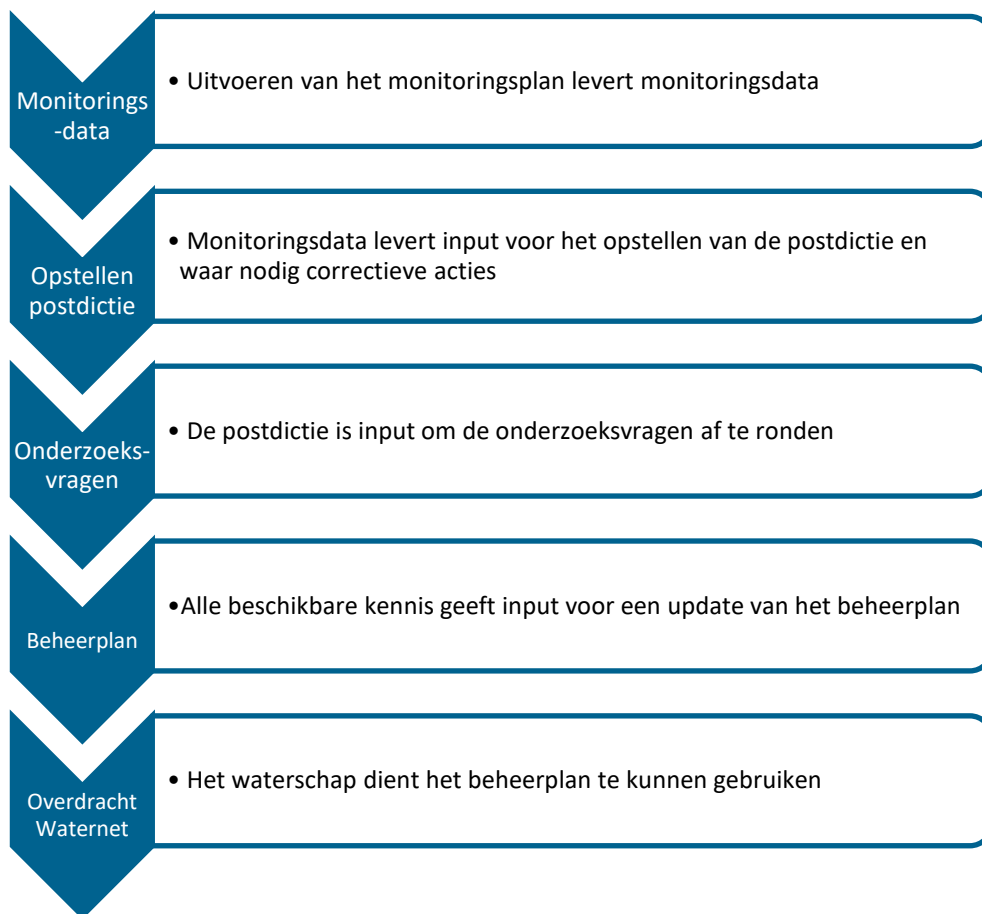 Monitorings
-data
• Uitvoeren van het monitoringsplan levert monitoringsdata
Opstellen
postdictie
• Monitoringsdata levert input voor het opstellen van de postdictie en
waar nodig correctieve acties
Onderzoeks-
vragen
• De postdictie is input om de onderzoeksvragen af te ronden
Beheerplan
•Alle beschikbare kennis geeft input voor een update van het beheerplan
Overdracht
Waternet
• Het waterschap dient het beheerplan te kunnen gebruiken